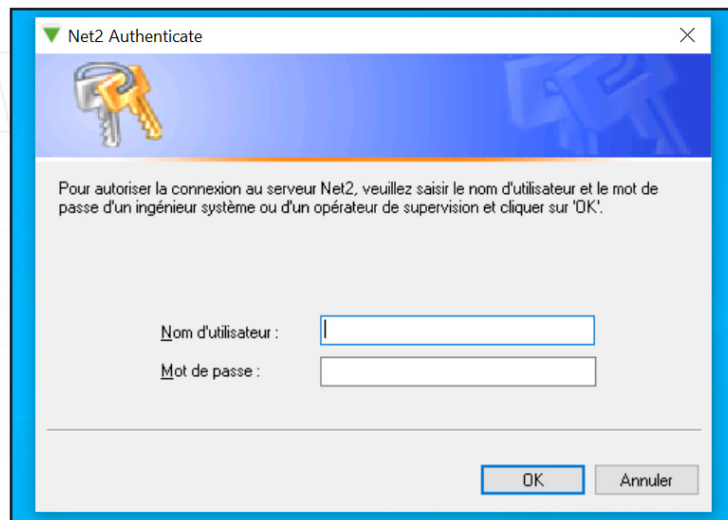 Net2 Authenticate
Pour autoriser la connexion au serveur Net2, veuillez saisir le nom d'utilisateur et le mot de
passe d'un ingénieur système ou d'un opérateur de supervision et cliquer sur 'OK'.
Nom d'utilisateur :
Mot de passe :
OK Annuler